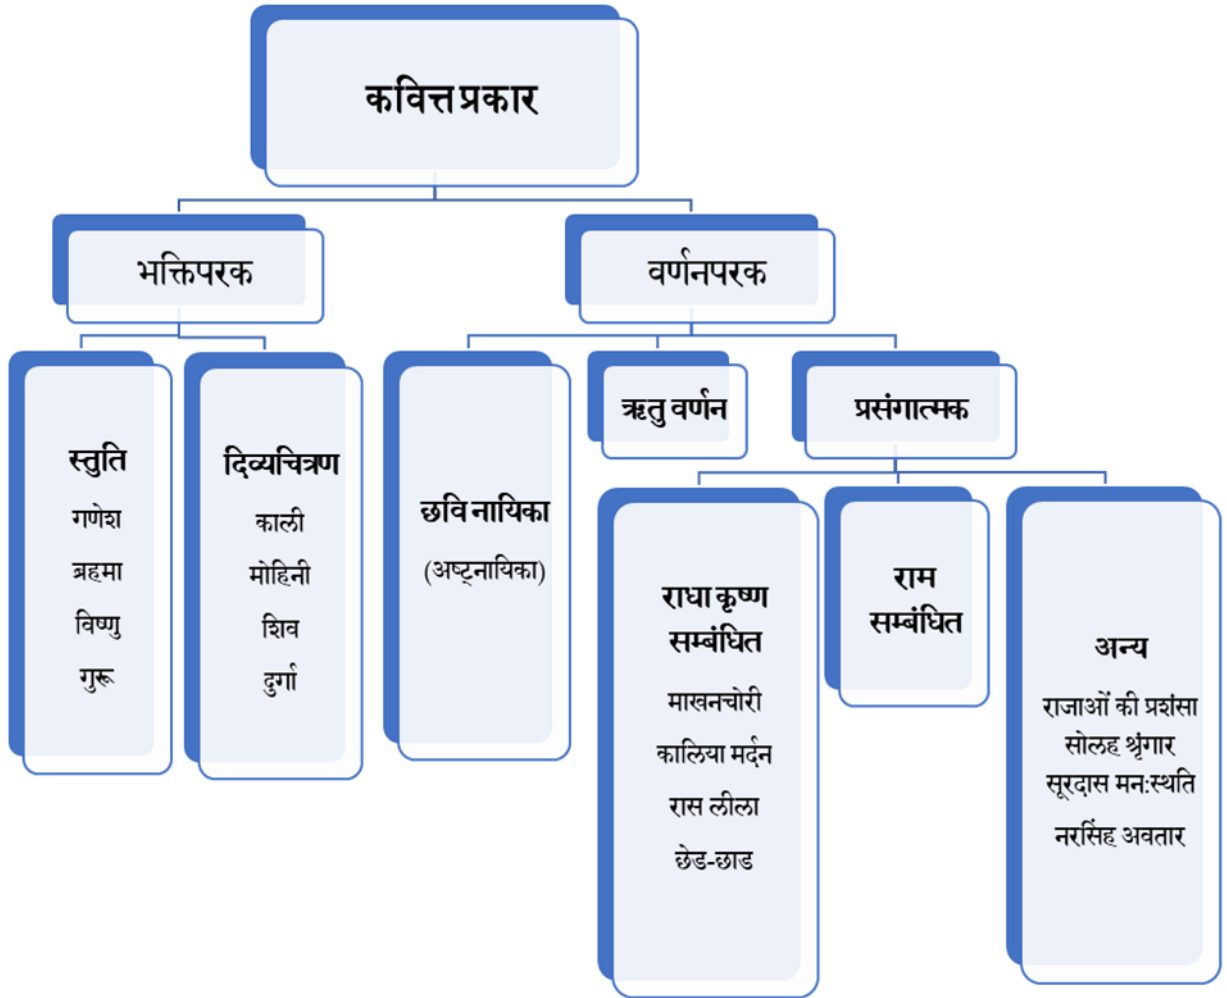 कवित्त प्रकार
भक्तिपरक
वर्णनपरक
स्तुति
गणेश
ब्रहमा
विष्णु
गुरू
दिव्यचित्रण
काली
मोहिनी
शिव
दुर्गा
छवि नायिका
(अष्ट्नायिका)
ऋतु वर्णन
प्रसंगात्मक
राधा कृष्ण
सम्बंधित
माखनचोरी
कालिया मर्दन
रास लीला
छेड-छाड
राम
सम्बंधित
अन्य
राजाओं की प्रशंसा
सोलह श्रृंगार
सूरदास मन:स्थति
नरसिंह अवतार